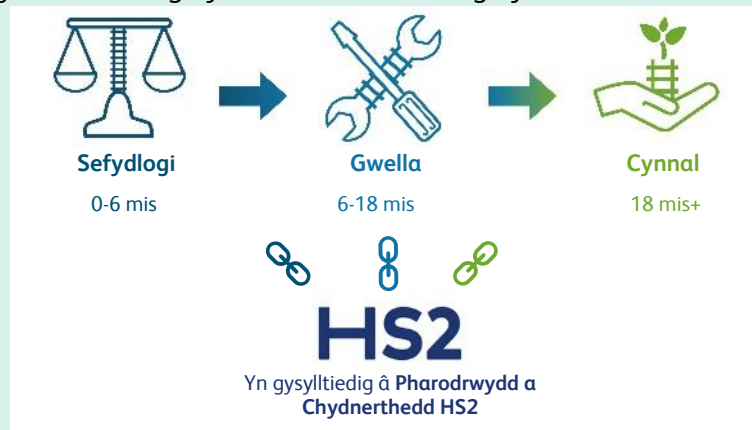 Sefydlogi Gwella Cynnal
0-6 mis 6-18 mis 18 mis+
HS2
Yn gysylltiedig â Pharodrwydd a
Chydnerthedd HS2